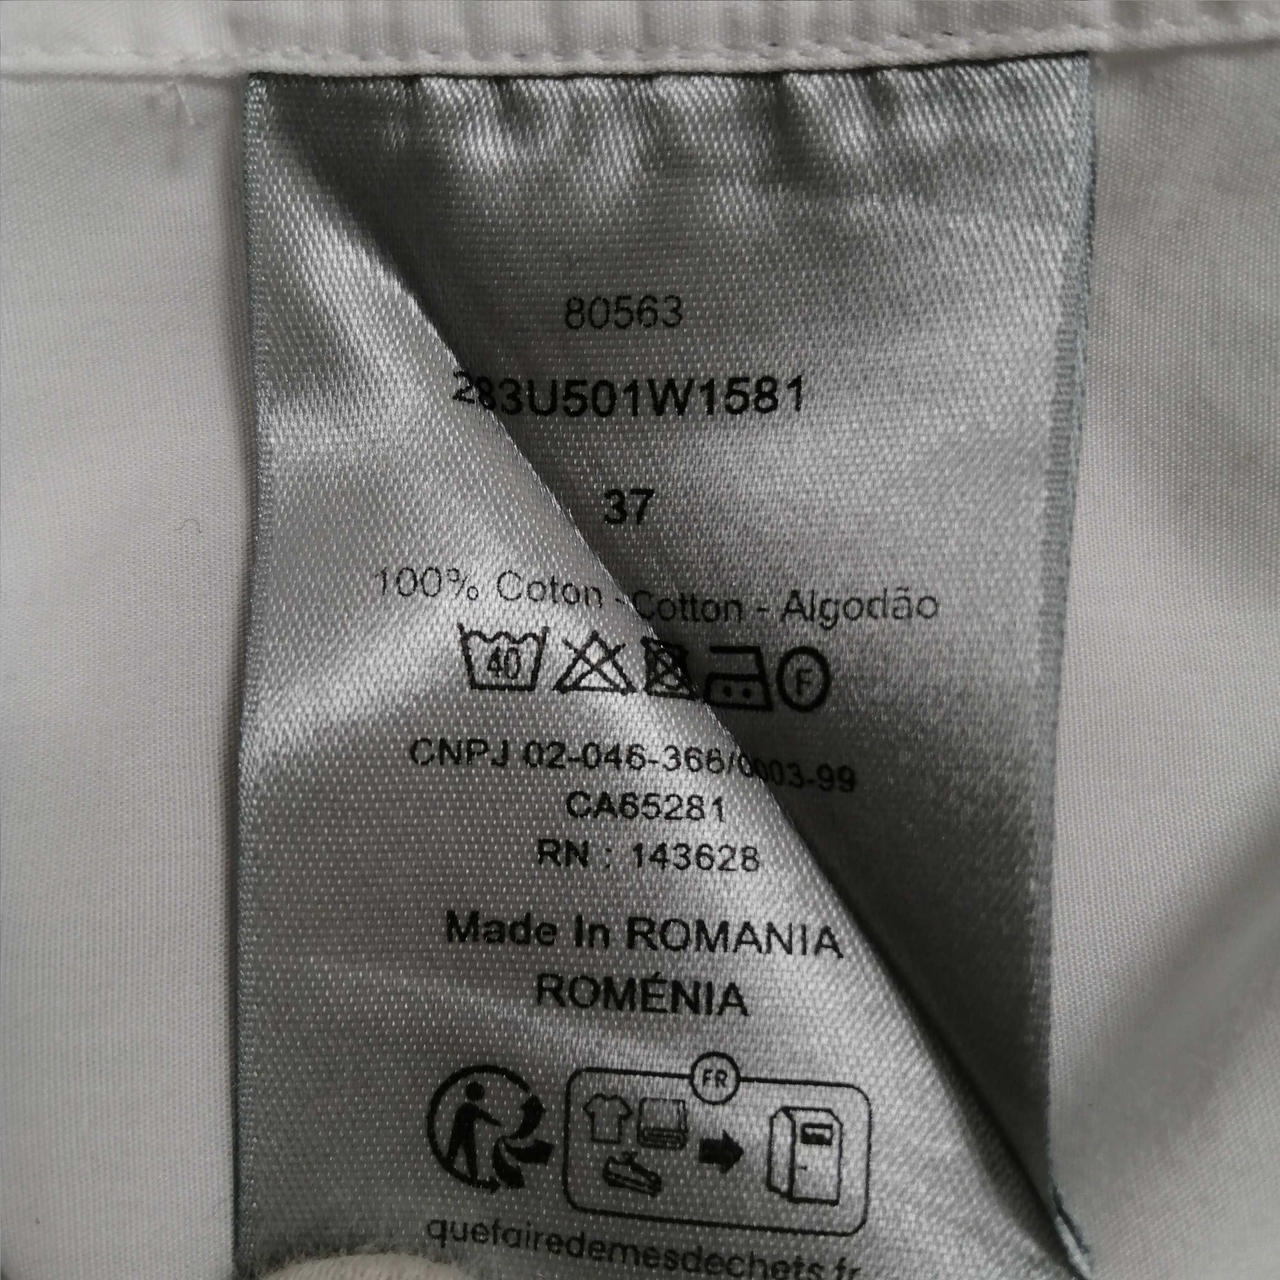 80563
283U501W1581
37
100% Coton - Cotton - Algodão
40 F
CNPJ 02-046-366/0003-99
CA65281
RN : 143628
Made In ROMANIA
ROMÉNIA
FR
quefairedemesdechets.fr